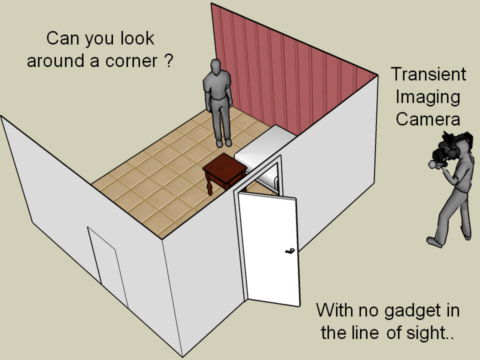 Can you look
around a corner ?
Transient
Imaging
Camera
With no gadget in
the line of sight..